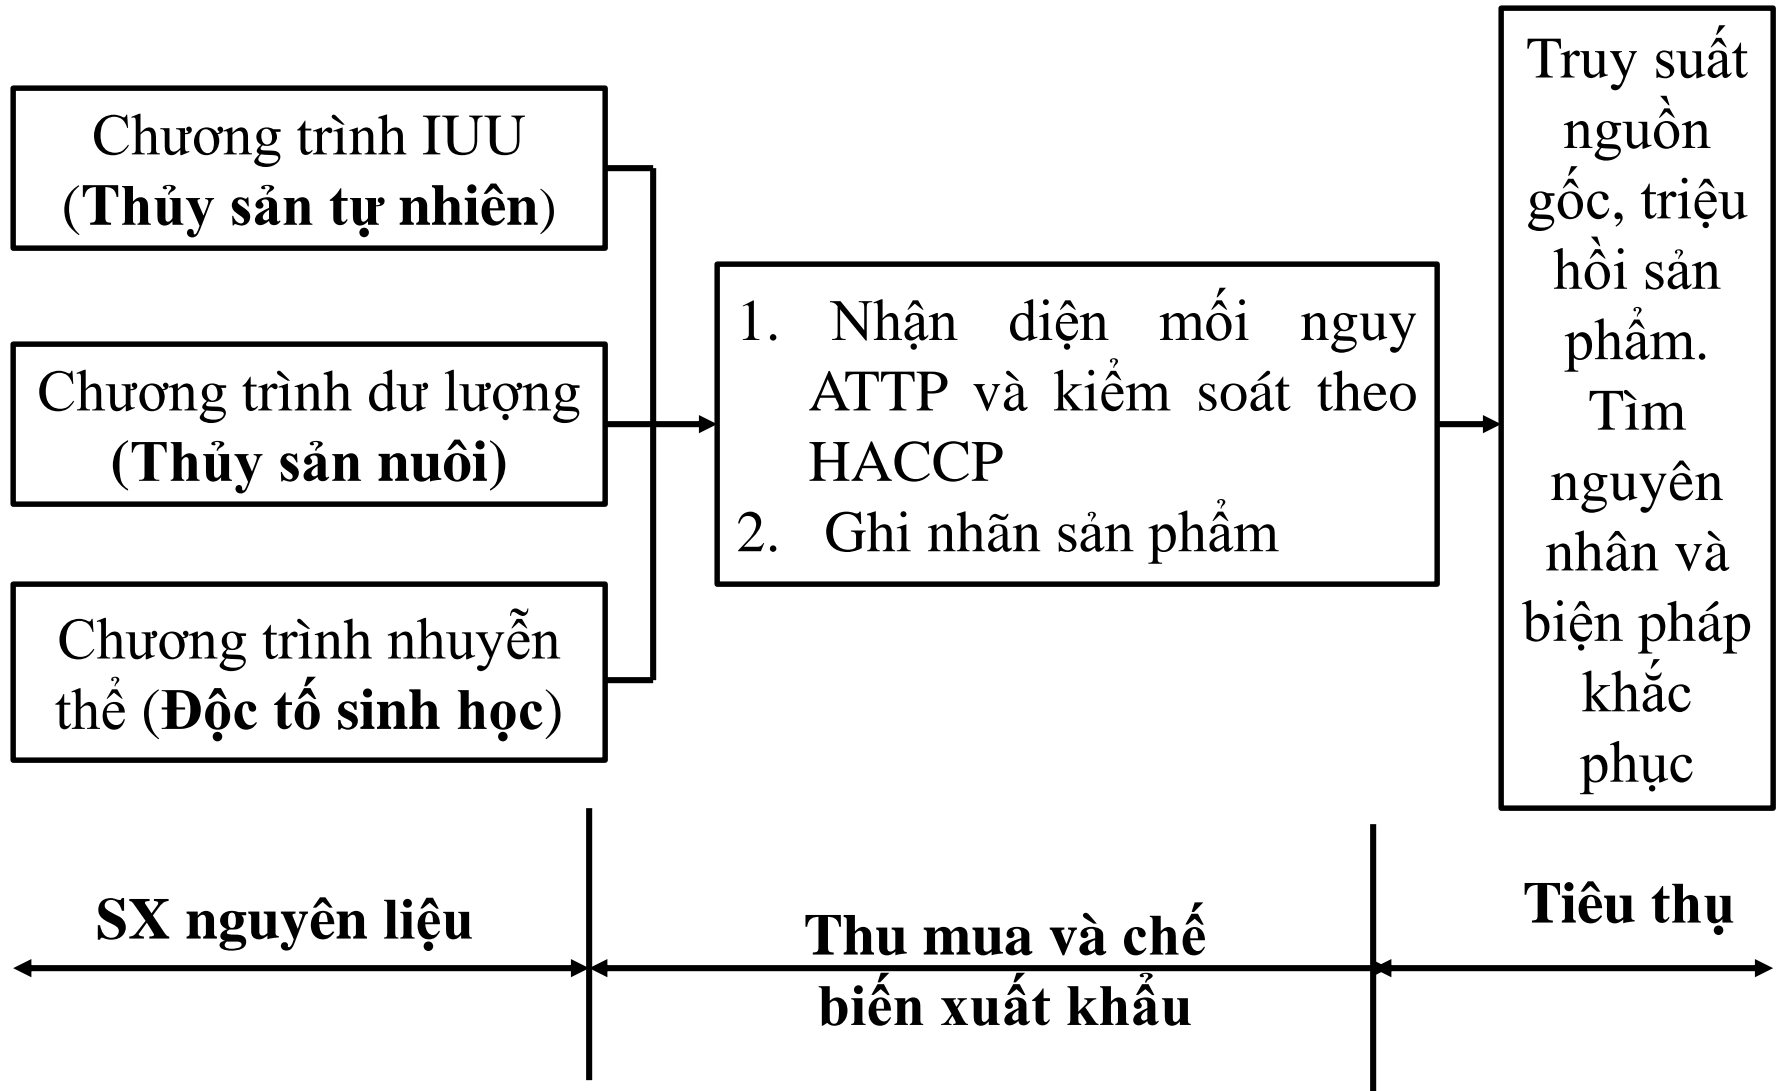 Chương trình IUU
(Thủy sản tự nhiên)
Chương trình dư lượng
(Thủy sản nuôi)
Chương trình nhuyễn
thể (Độc tố sinh học)
1. Nhận diện mối nguy
ATTP và kiểm soát theo
HACCP
2. Ghi nhãn sản phẩm
Truy suất
nguồn
gốc, triệu
hồi sản
phẩm.
Tìm
nguyên
nhân và
biện pháp
khắc
phục
SX nguyên liệu
Thu mua và chế
biến xuất khẩu
Tiêu thụ